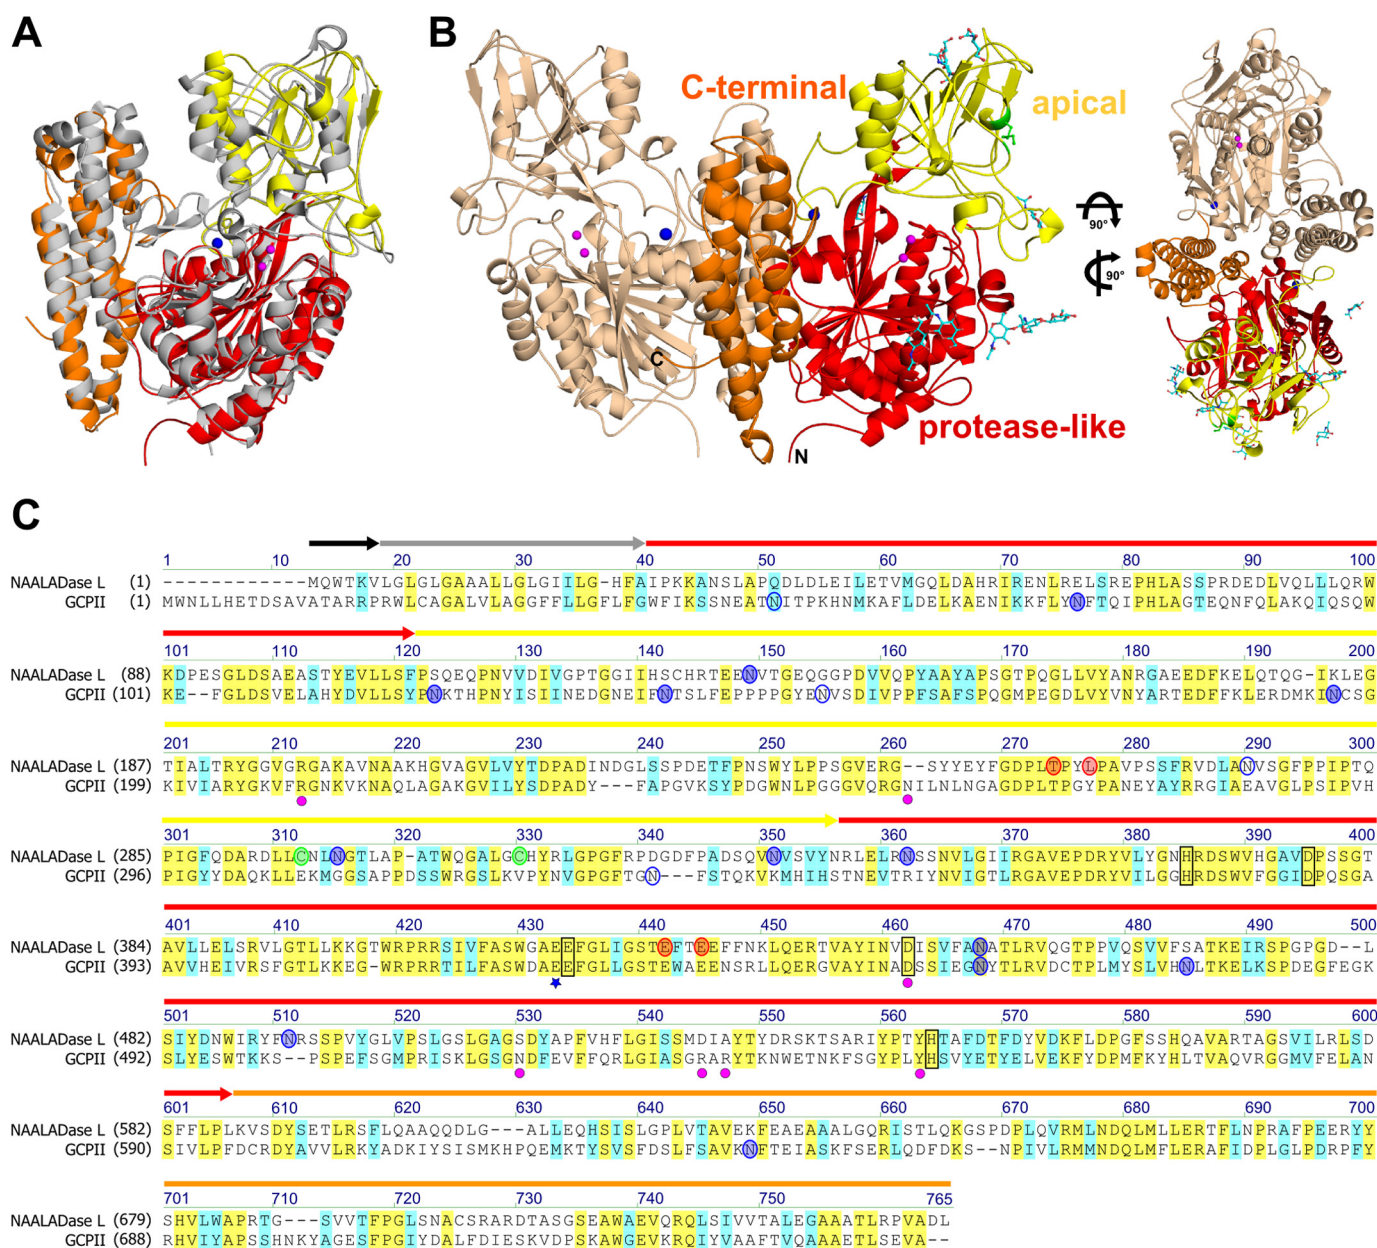 A
B
C-terminal
apical
90°
90°
C
protease-like
N
C
1 10 20 30 40 50 60 70 80 90 100
NAALADase L (1) ------------MQWTKVLGLGLGAAALLGLGIILG-HFAIPKKANSLAPQDLDLEILETVMGQLDAHRIRENLRELSREPHLASSPRDEDLVQLLLQRW
GCPII (1) MWNLLHETDSAVATARRPRWLCAGALVLAGGFFLLGFLFGWFIKSSNEATNITPKHNMKAFLDELKAENIKKFLYNFTQIPHLAGTEQNFQLAKQIQSQW
101 110 120 130 140 150 160 170 180 190 200
NAALADase L (88) KDPESGLDSAEASTYEVLLSFPSQEQPNVVDIVGPTGGIIHSCHRTEENVTGEQGGPDVVQPYAAYAPSGTPQGLLVYANRGAEEDFKELQTQG-IKLEG
GCPII (101) KE--FGLDSVELAHYDVLLSYPNKTHPNYISIINEDGNEIFNTSLFEPPPPGYENVSDIVPPFSAFSPQGMPEGDLVYVNYARTEDFFKLERDMKINCSG
201 210 220 230 240 250 260 270 280 290 300
NAALADase L (187) TIALTRYGGVGRGAKAVNAAKHGVAGVLVYTDPADINDGLSSPDETFPNSWYLPPSGVERG--SYYEYFGDPLTPYLPAVPSSFRVDLANVSGFPPIPTQ
GCPII (199) KIVIARYGKVFRGNKVKNAQLAGAKGVILYSDPADY---FAPGVKSYPDGWNLPGGGVQRGNILNLNGAGDPLTPGYPANEYAYRRGIAEAVGLPSIPVH
301 310 320 330 340 350 360 370 380 390 400
NAALADase L (285) PIGFQDARDLLCNLNGTLAP-ATWQGALGCHYRLGPGFRPDGDFPADSQVNVSVYNRLELRNSSNVLGIIRGAVEPDRYVLYGNHRDSWVHGAVDPSSGT
GCPII (296) PIGYYDAQKLLEKMGGSAPPDSSWRGSLKVPYNVGPGFTGN---FSTQKVKMHIHSTNEVTRIYNVIGTLRGAVEPDRYVILGGHRDSWVFGGIDPQSGA
401 410 420 430 440 450 460 470 480 490 500
NAALADase L (384) AVLLELSRVLGTLLKKGTWRPRRSIVFASWGAEEFGLIGSTEFTEEFFNKLQERTVAYINVDISVFANATLRVQGTPPVQSVVFSATKEIRSPGPGD--L
GCPII (393) AVVHEIVRSFGTLKKEG-WRPRRTILFASWDAEEFGLLGSTEWAEENSRLLQERGVAYINADSSIEGNYTLRVDCTPLMYSLVHNLTKELKSPDEGFEGK
501 510 520 530 540 550 560 570 580 590 600
NAALADase L (482) SIYDNWIRYFNRSSPVYGLVPSLGSLGAGSDYAPFVHFLGISSMDIAYTYDRSKTSARIYPTYHTAFDTFDYVDKFLDPGFSSHQAVARTAGSVILRLSD
GCPII (492) SLYESWTKKS--PSPEFSGMPRISKLGSGNDFEVFFQRLGIASGRARYTKNWETNKFSGYPLYHSVYETYELVEKFYDPMFKYHLTVAQVRGGMVFELAN
601 610 620 630 640 650 660 670 680 690 700
NAALADase L (582) SFFLPLKVSDYSETLRSFLQAAQQDLG---ALLEQHSISLGPLVTAVEKFEAEAAALGQRISTLQKGSPDPLQVRMLNDQLMLLERTFLNPRAFPEERYY
GCPII (590) SIVLPFDCRDYAVVLRKYADKIYSISMKHPQEMKTYSVSFDSLFSAVKNFTEIASKFSERLQDFDKS--NPIVLRMMNDQLMFLERAFIDPLGLPDRPFY
701 710 720 730 740 750 765
NAALADase L (679) SHVLWAPRTG---SVVTFPGLSNACSRARDTASGSEAWAEVQRQLSIVVTALEGAAATLRPVADL
GCPII (688) RHVIYAPSSHNKYAGESFPGIYDALFDIESKVDPSKAWGEVKRQIYVAAFTVQAAAETLSEVA--